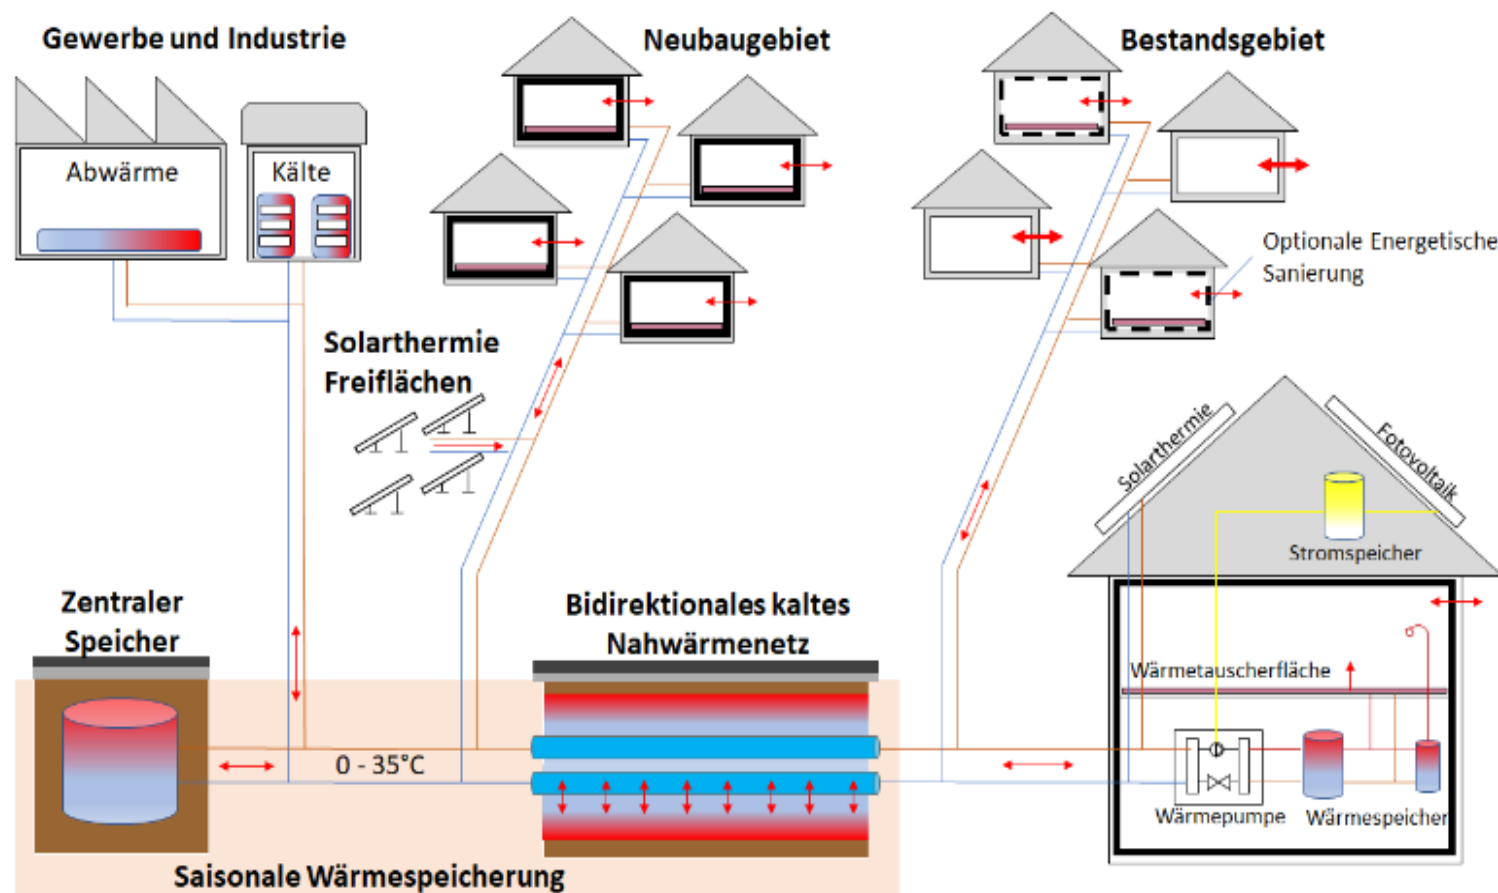 Gewerbe und Industrie
Neubaugebiet
Bestandsgebiet
Abwärme
Kälte
Optionale Energetische
Sanierung
Solarthermie
Freiflächen
Solarthermie
Fotovoltaik
Stromspeicher
Zentraler
Speicher
Bidirektionales kaltes
Nahwärmenetz
Wärmetauscherfläche
0 - 35°C
Wärmepumpe
Wärmespeicher
Saisonale Wärmespeicherung